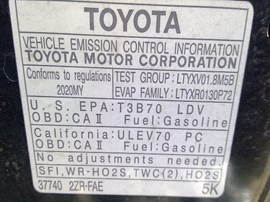 TOYOTA
VEHICLE EMISSION CONTROL INFORMATION
TOYOTA MOTOR CORPORATION
Conforms to regulations
2020MY
TEST GROUP: LTYXV01.8M5B
EVAP FAMILY: LTYXR0130P72
U.S. EPA: T3B70 LDV
OBD: CA II Fuel: Gasoline
California: ULEV70 PC
OBD: CA II Fuel: Gasoline
No adjustments needed.
SFI, WR-HO2S, TWC(2), HO2S
37740 2ZR-FAE 5K